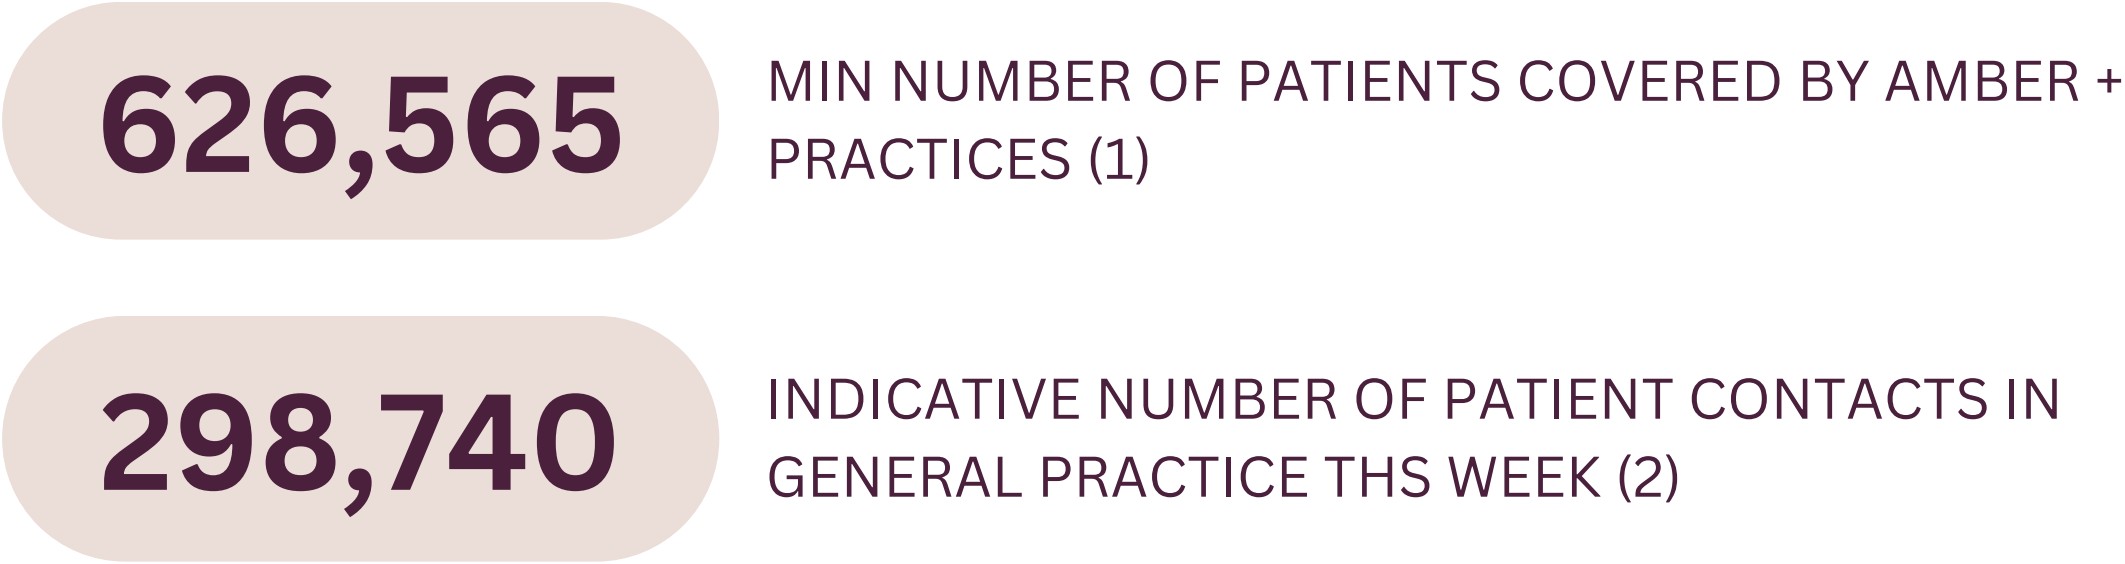 626,565
MIN NUMBER OF PATIENTS COVERED BY AMBER +
PRACTICES (1)
298,740
INDICATIVE NUMBER OF PATIENT CONTACTS IN
GENERAL PRACTICE THS WEEK (2)